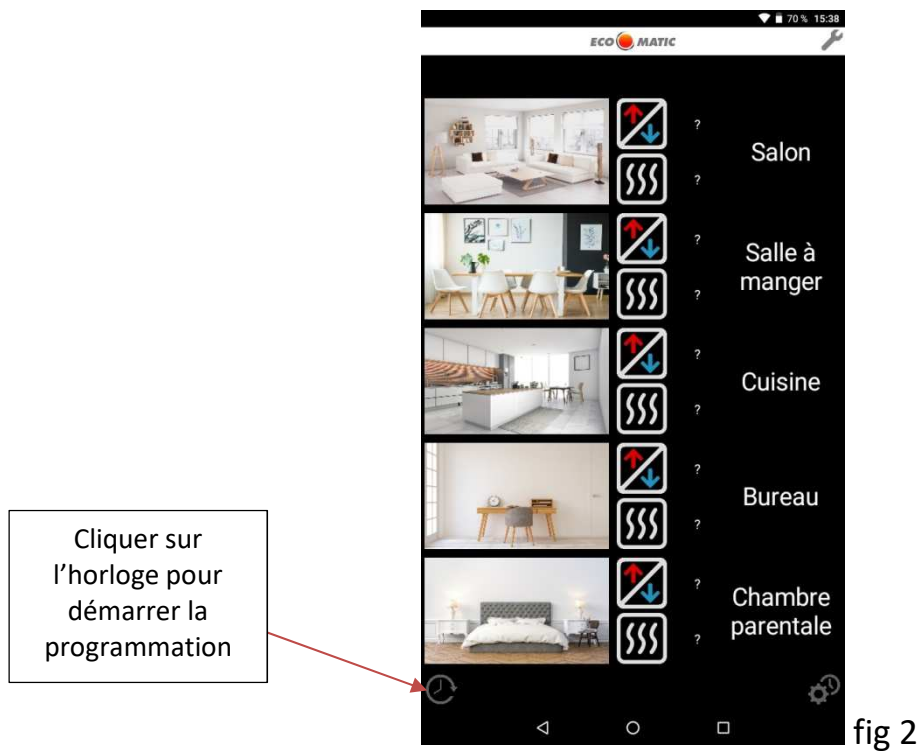 70 % 15:38
ECO MATIC
?
Salon
?
?
Salle à
manger
?
?
Cuisine
?
?
Bureau
?
?
Chambre
parentale
?
Cliquer sur
l’horloge pour
démarrer la
programmation
fig 2